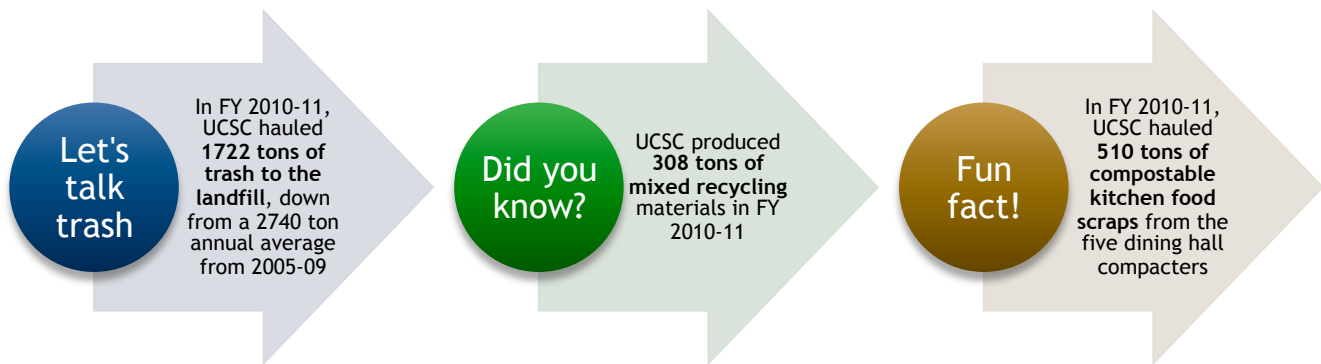 Let's
talk
trash
In FY 2010-11,
UCSC hauled
1722 tons of
trash to the
landfill, down
from a 2740 ton
annual average
from 2005-09
Did you
know?
UCSC produced
308 tons of
mixed recycling
materials in FY
2010-11
Fun
fact!
In FY 2010-11,
UCSC hauled
510 tons of
compostable
kitchen food
scraps from the
five dining hall
compacters